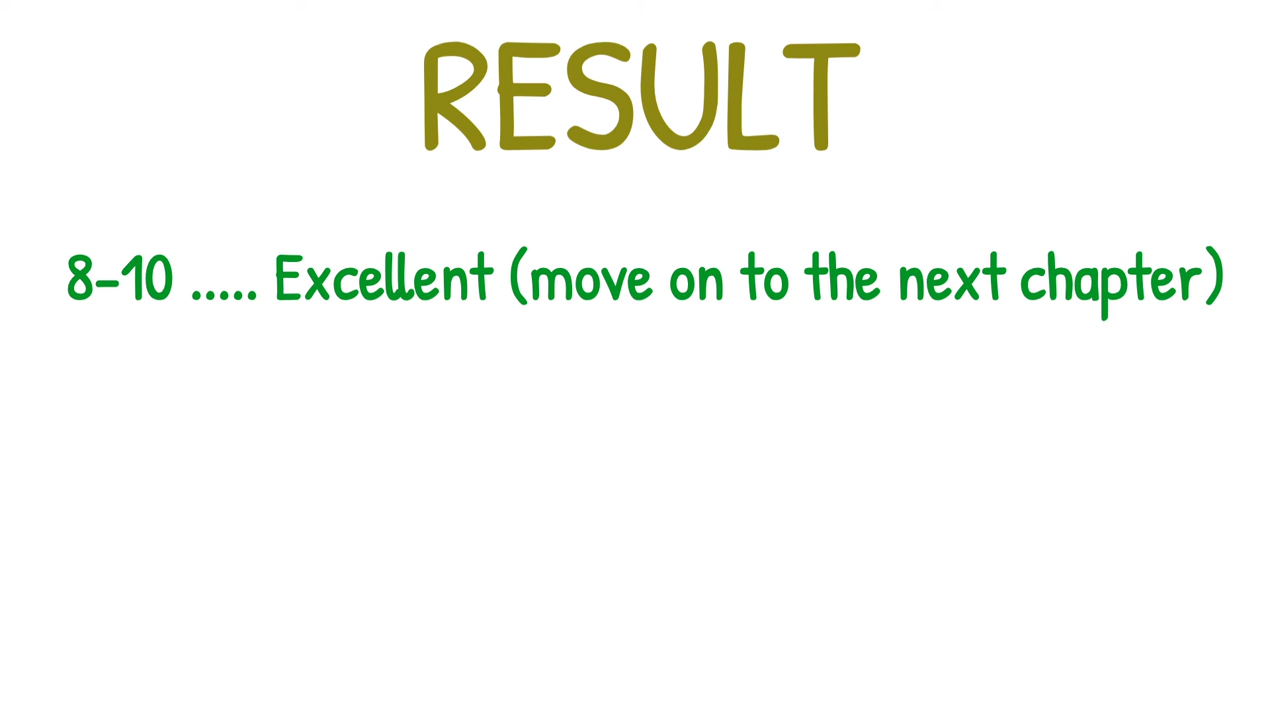 RESULT
8-10 ..... Excellent (move on to the next chapter)